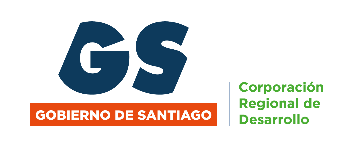 GS
GOBIERNO DE SANTIAGO
Corporación
Regional de
Desarrollo